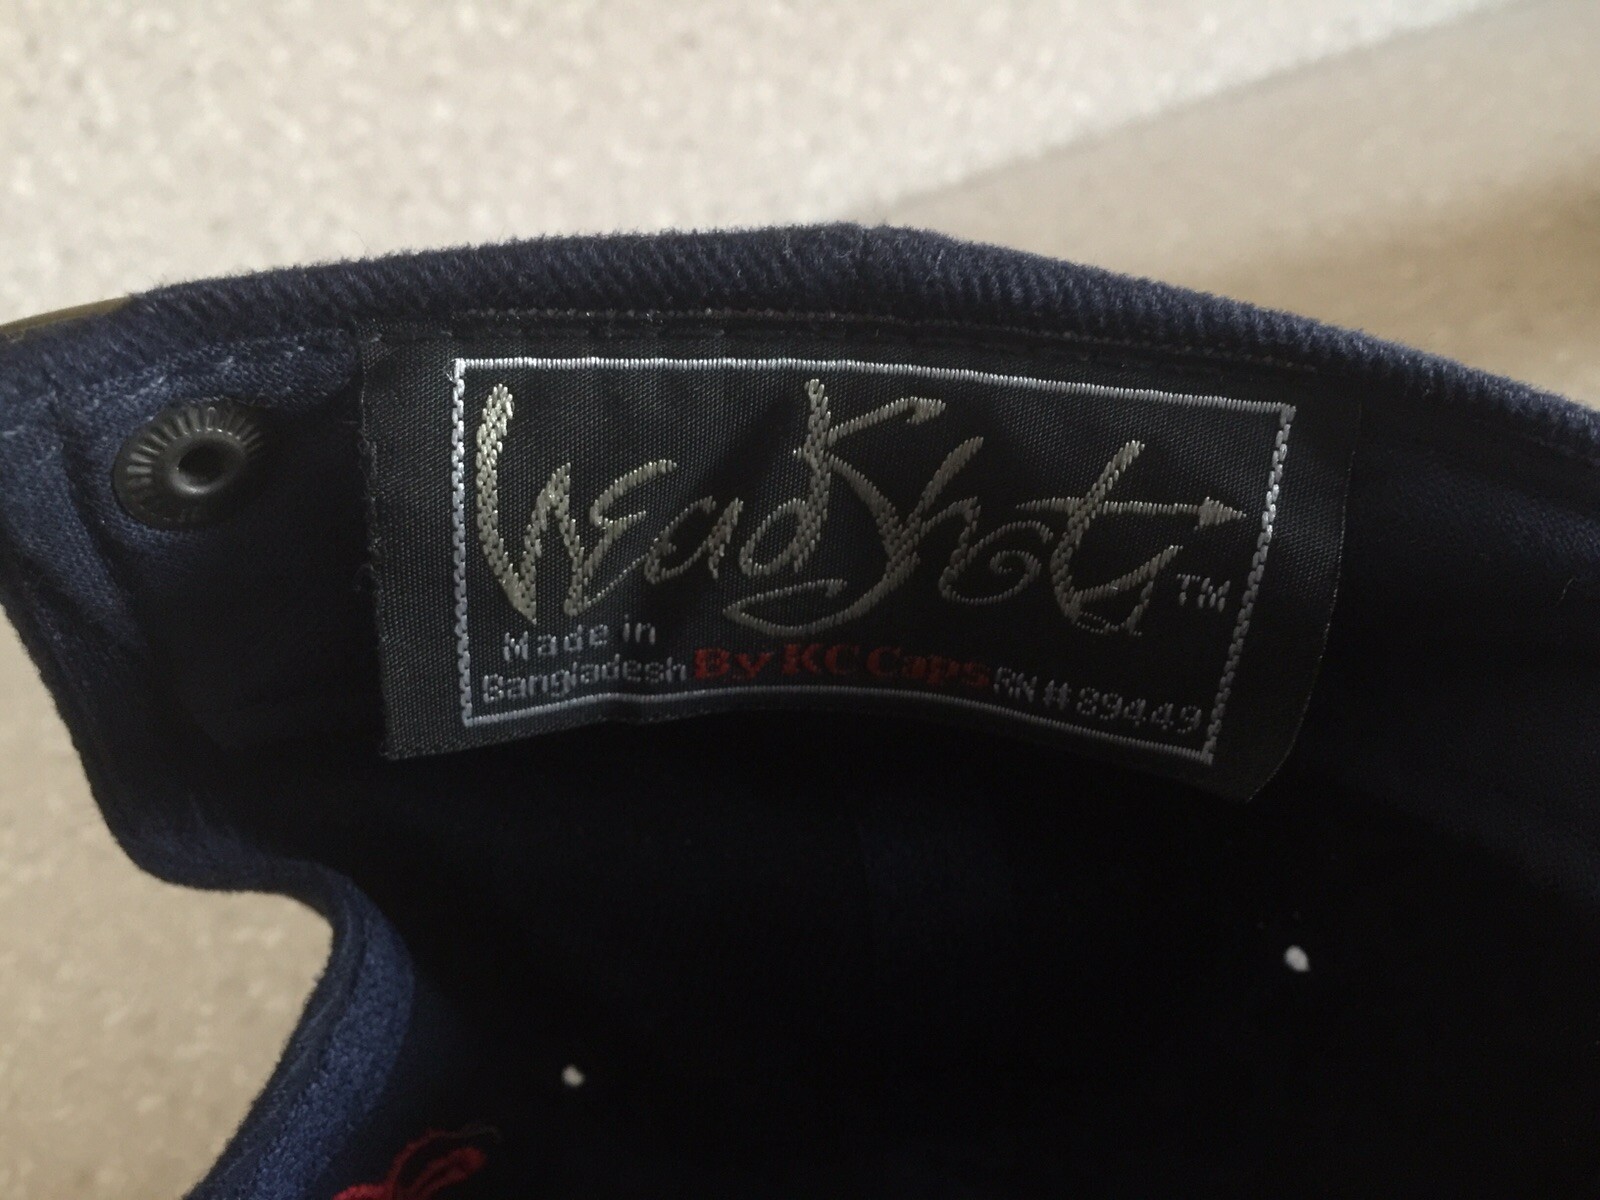 HeadShots™
Made in
Bangladesh By KC Caps RN# 89449